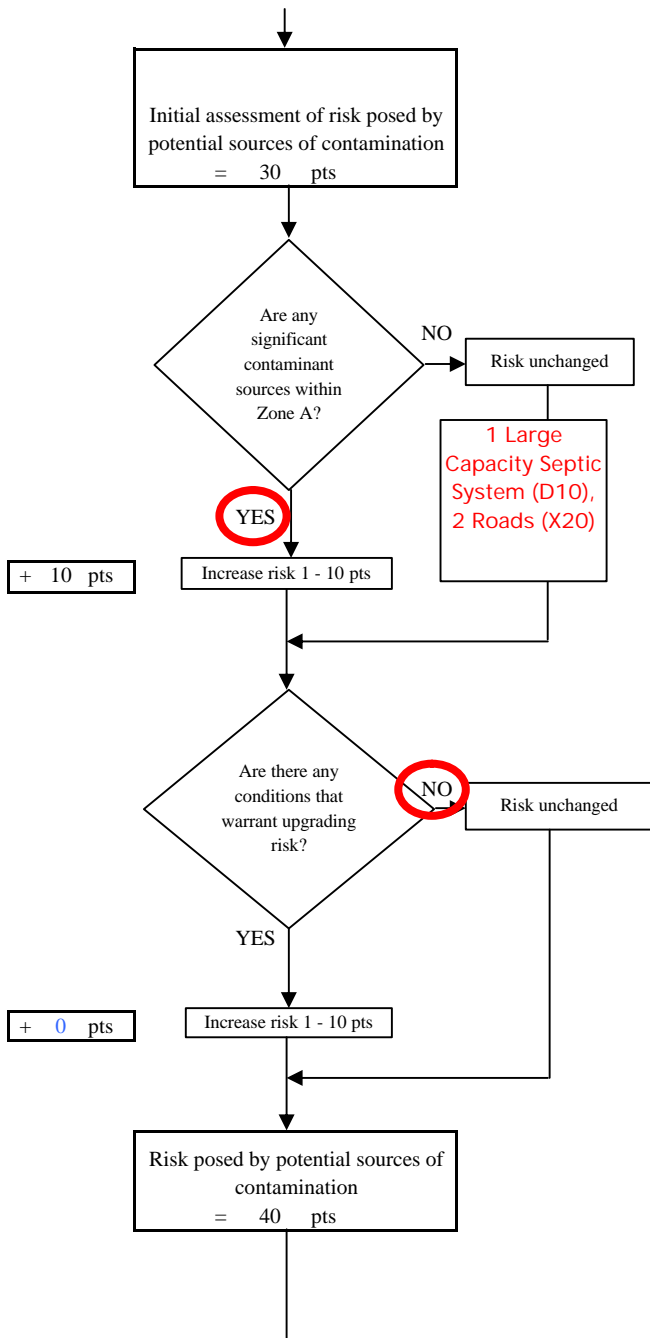 Initial assessment of risk posed by
potential sources of contamination
= 30 pts
Are any
significant
contaminant
sources within
Zone A?
NO
Risk unchanged
1 Large
Capacity Septic
System (D10),
2 Roads (X20)
YES
+ 10 pts
Increase risk 1 - 10 pts
Are there any
conditions that
warrant upgrading
risk?
NO
Risk unchanged
YES
+ 0 pts
Increase risk 1 - 10 pts
Risk posed by potential sources of
contamination
= 40 pts